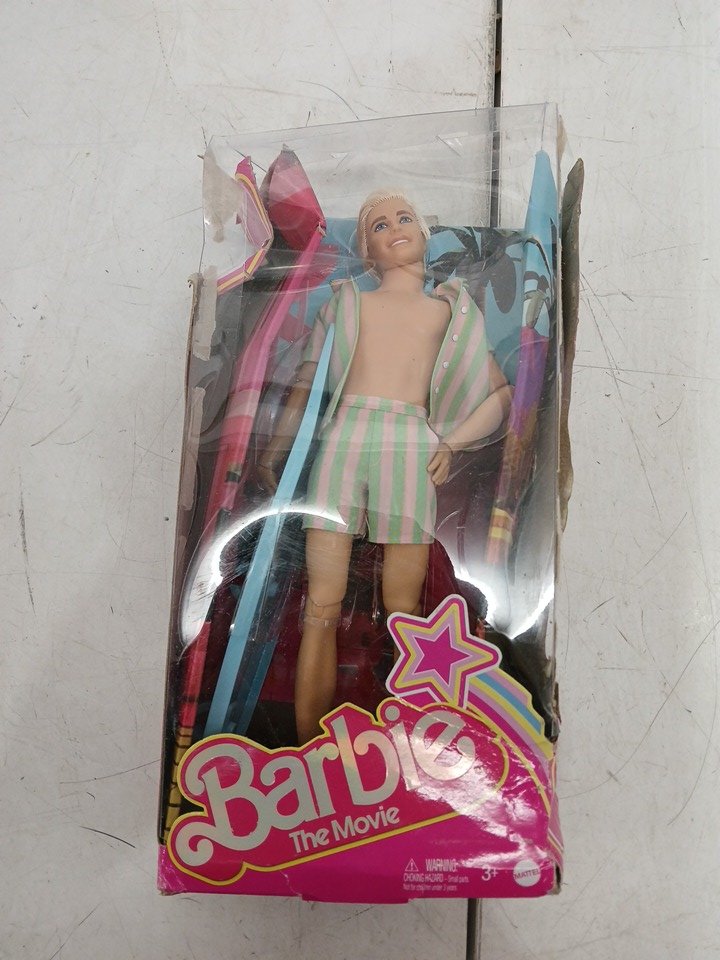 Barbie
The Movie
WARNING:
CHOKING HAZARD - Small parts.
Not for children under 3 years
3+
MATTEL